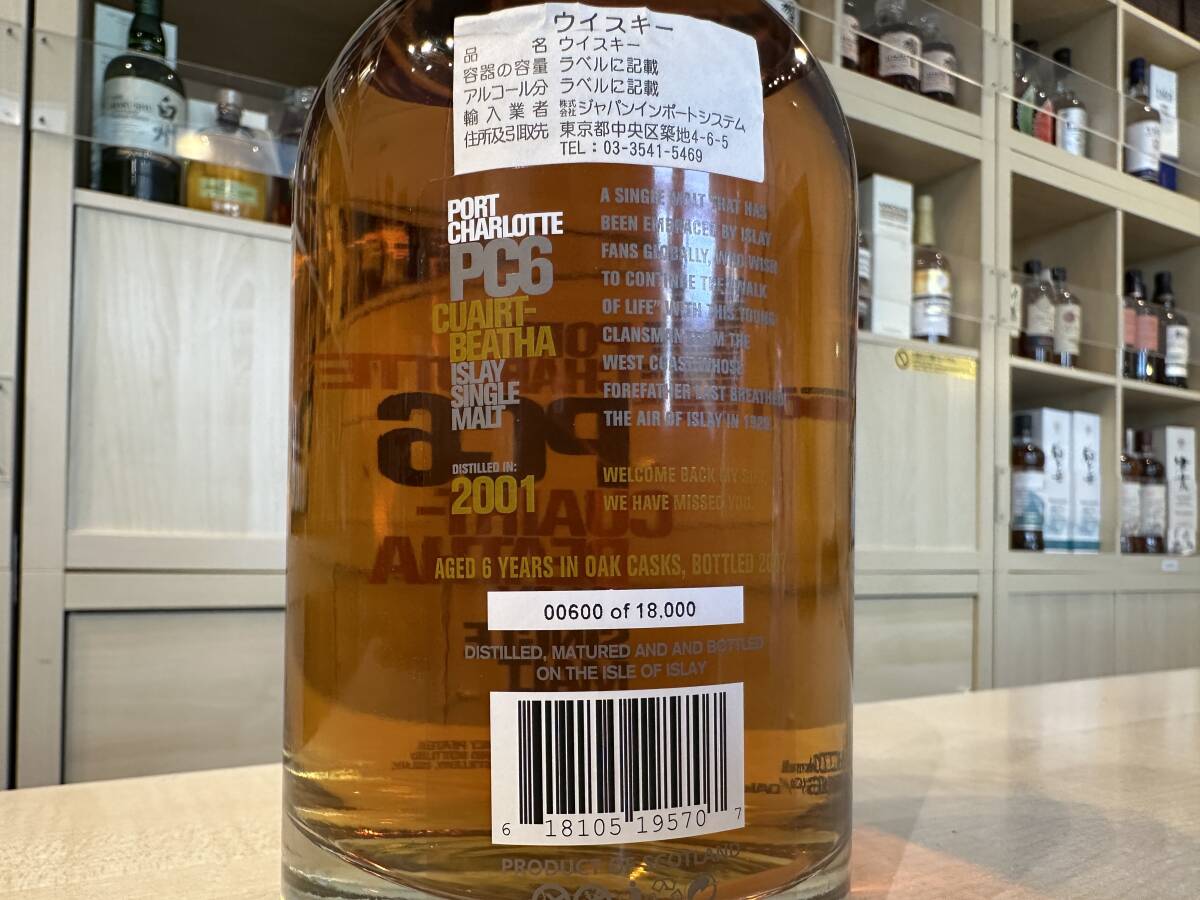 ウイスキー
品 名 ウイスキー
容器の容量 ラベルに記載
アルコール分 ラベルに記載
輸入業者 株式会社ジャパンインポートシステム
住所及引取先 東京都中央区築地4-6-5
TEL：03-3541-5469
PORT
CHARLOTTE
PC6
CUAIRT-
BEATHA
ISLAY
SINGLE
MALT
DISTILLED IN:
2001
A SINGLE MALT THAT HAS
BEEN EMBRACED BY ISLAY
FANS GLOBALLY, WHO WISH
TO CONTINUE THE "WALK
OF LIFE" WITH THIS YOUNG
CLANSMAN FROM THE
WEST COAST WHOSE
FOREFATHER LAST BREATHED
THE AIR OF ISLAY IN 1929.
WELCOME BACK MY SON,
WE HAVE MISSED YOU.
AGED 6 YEARS IN OAK CASKS, BOTTLED 2007
00600 of 18,000
DISTILLED, MATURED AND AND BOTTLED
ON THE ISLE OF ISLAY
6 18105 19570 7
PRODUCT OF SCOTLAND